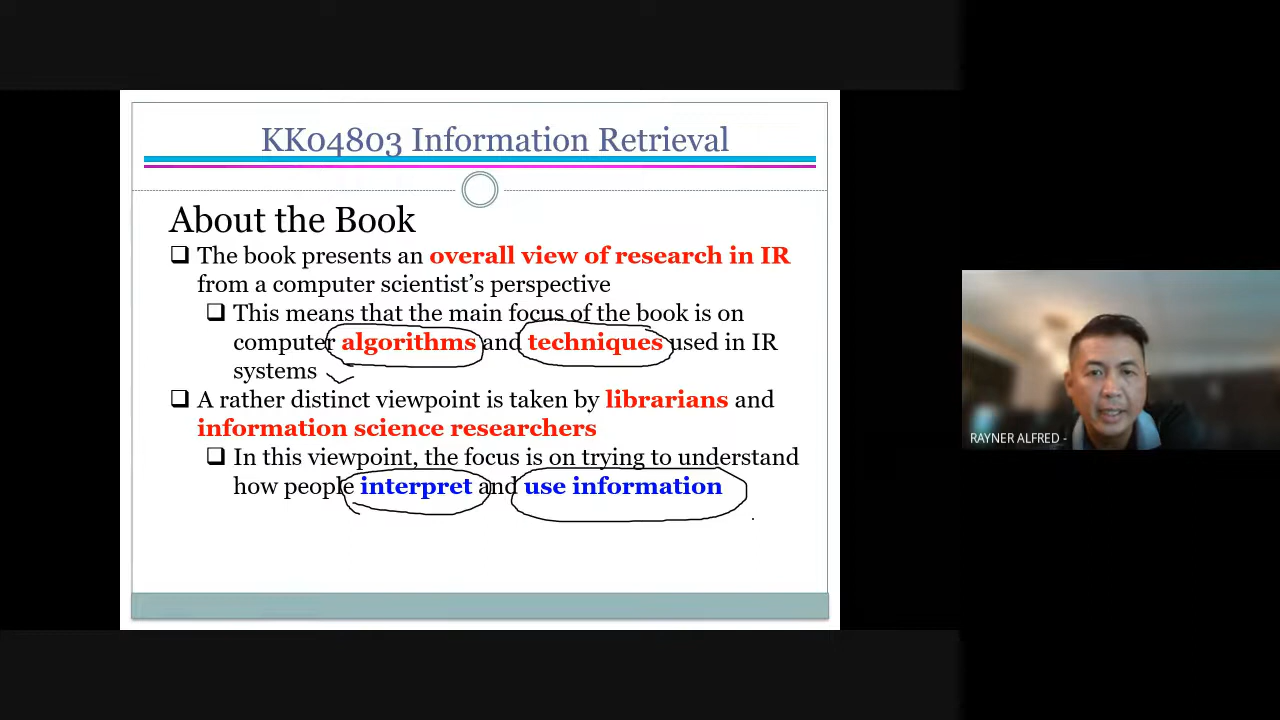 KK04803 Information Retrieval
About the Book
The book presents an overall view of research in IR
from a computer scientist's perspective
This means that the main focus of the book is on
computer algorithms and techniques used in IR
systems
A rather distinct viewpoint is taken by librarians and
information science researchers
In this viewpoint, the focus is on trying to understand
how people interpret and use information
RAYNER ALFRED -